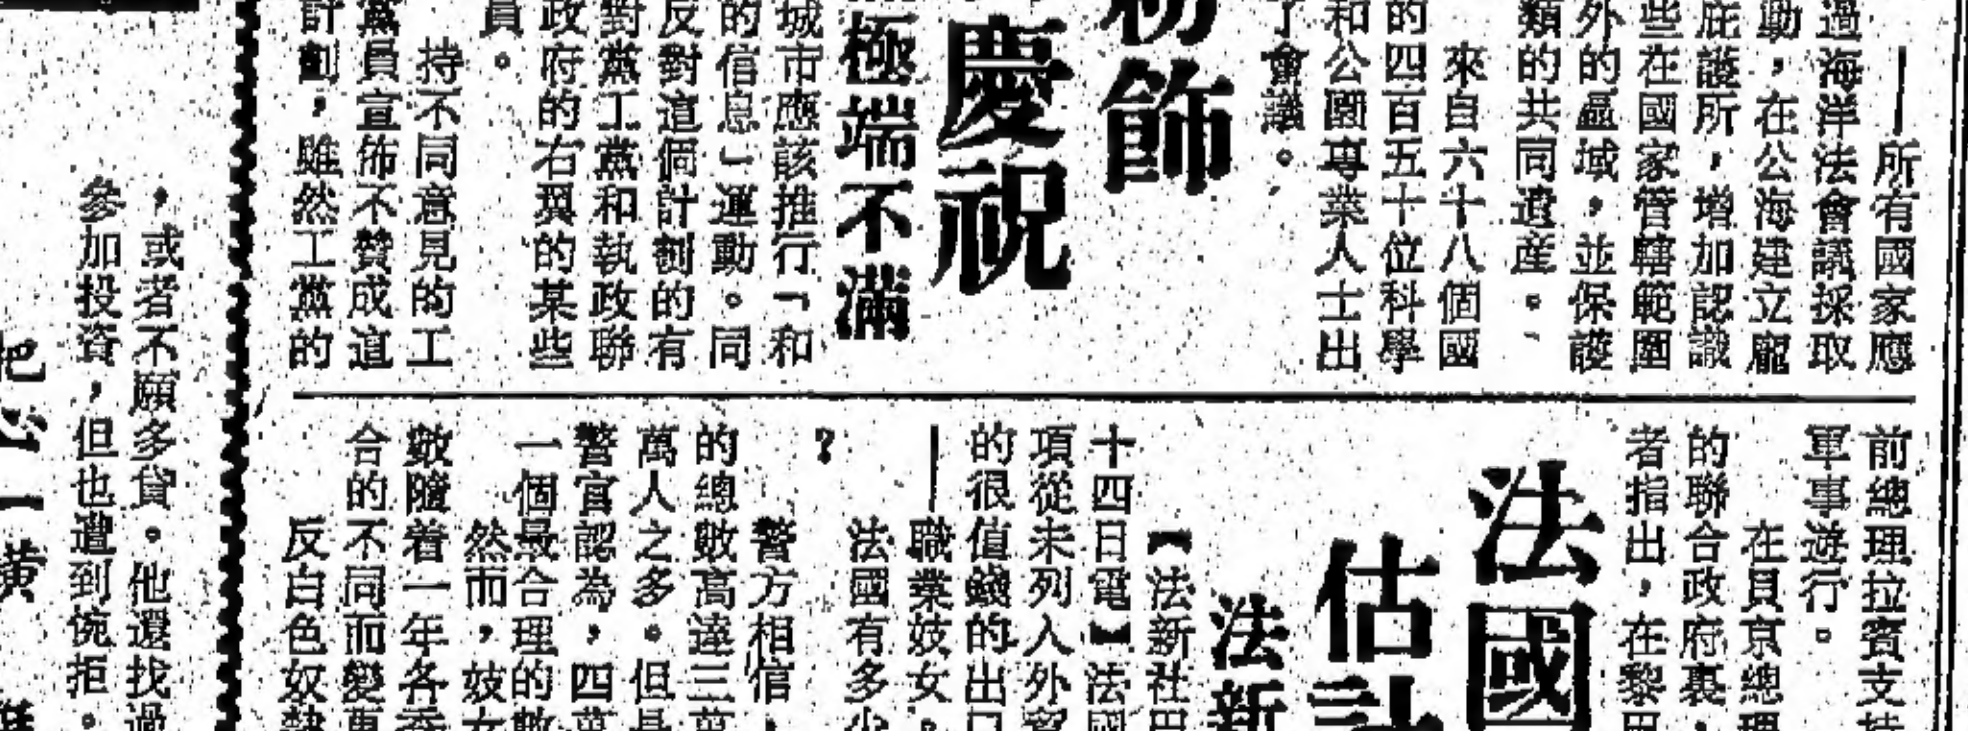 ——所有國家應
過海洋法會議採取
動，在公海建立龐
庇護所，增加認識
些在國家管轄範圍
外的區域，並保護
類的共同遺産。
來自六十八個國
的四百五十位科學
和公園專業人士出
了會議。
粉飾
慶祝
極端不滿
城市應該推行「和
的信息」運動。同
反對這個計劃的有
對黨工黨和執政聯
政府的右翼的某些
員。
持不同意見的工
黨員宣佈不贊成這
計劃，雖然工黨的
前總理拉賓支持
軍事遊行。
在貝京總理
的聯合政府裏，
者指出，在黎巴
法國
估計
法新
【法新社巴
十四日電】法國
項從未列入外貿
的很值錢的出口
——職業妓女，
法國有多少
？
警方相信，
的總數高達三萬
萬人之多。但是
警官認為，四萬
一個最合理的數
然而，妓女
數隨着一年各季
合的不同而變更
反白色奴隸
，或者不願多貸。他還找過
參加投資，但也遭到婉拒。